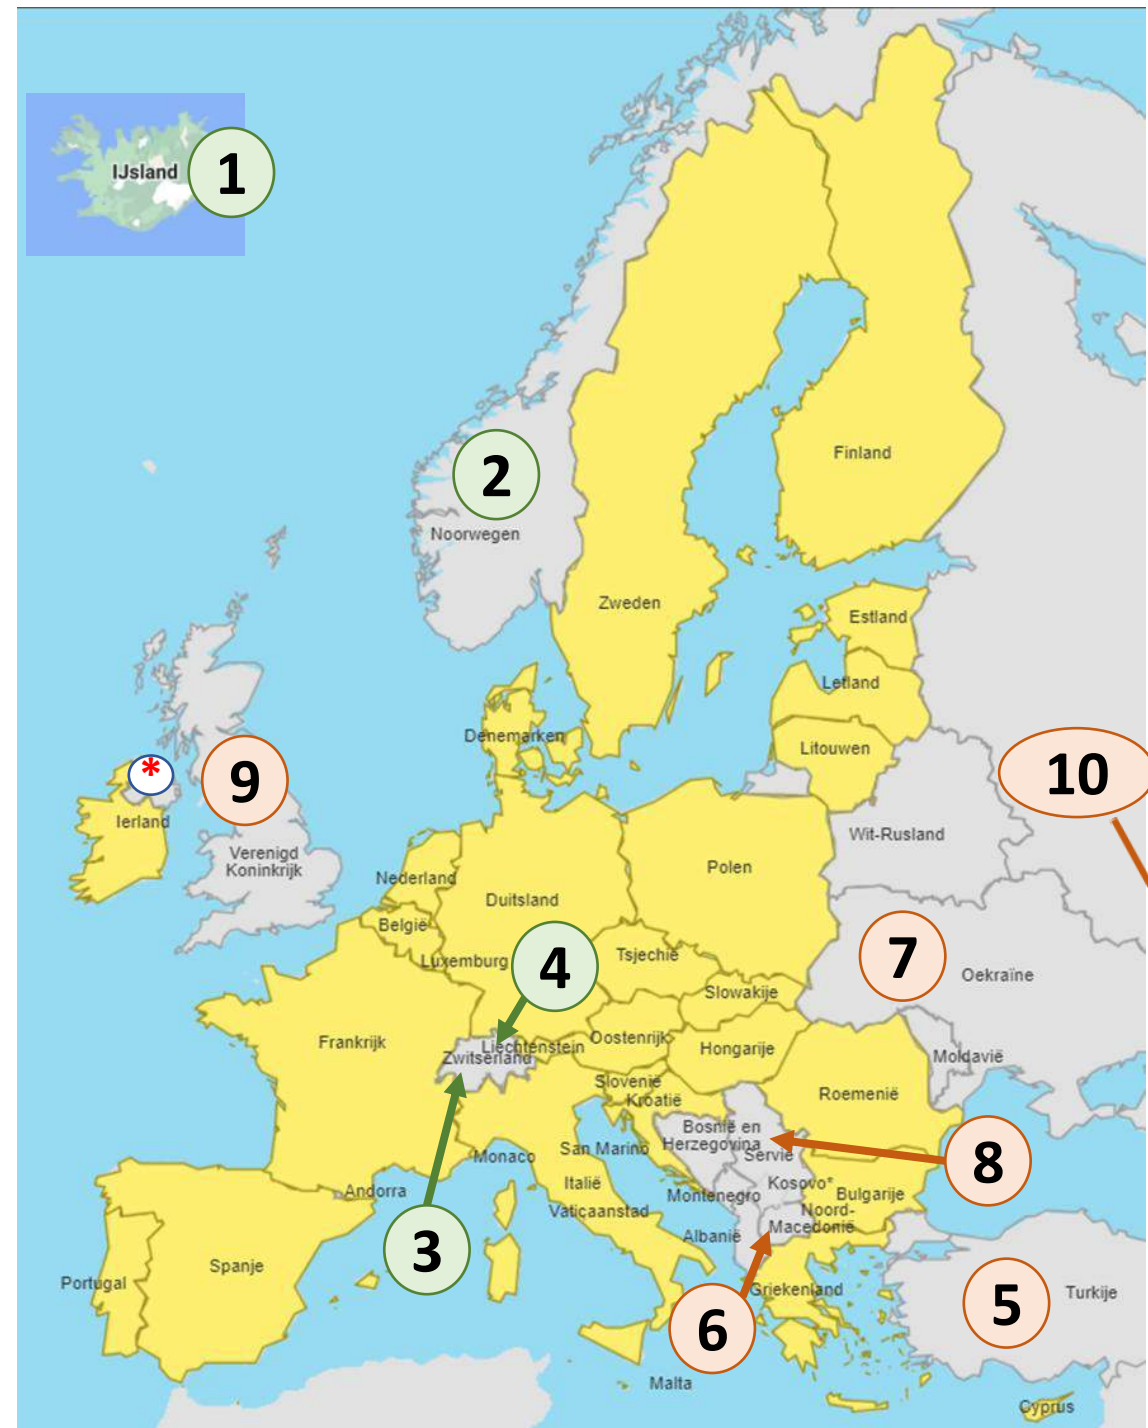 IJsland
1
2
Noorwegen
Finland
Zweden
Estland
Letland
Litouwen
Denemarken
10
*
9
Ierland
Verenigd
Koninkrijk
Wit-Rusland
Polen
Nederland
Duitsland
België
Luxemburg
4
Tsjechië
7
Oekraïne
Slowakije
Frankrijk
Oostenrijk
Hongarije
Liechtenstein
Zwitserland
Moldavië
Slovenië
Kroatië
Roemenië
Bosnië en
Herzegovina
Servië
8
Monaco
San Marino
Andorra
Italië
Kosovo*
Montenegro
Bulgarije
Vaticaanstad
Noord-
Macedonië
Albanië
3
Spanje
Portugal
Griekenland
6
5
Turkije
Malta
Cyprus